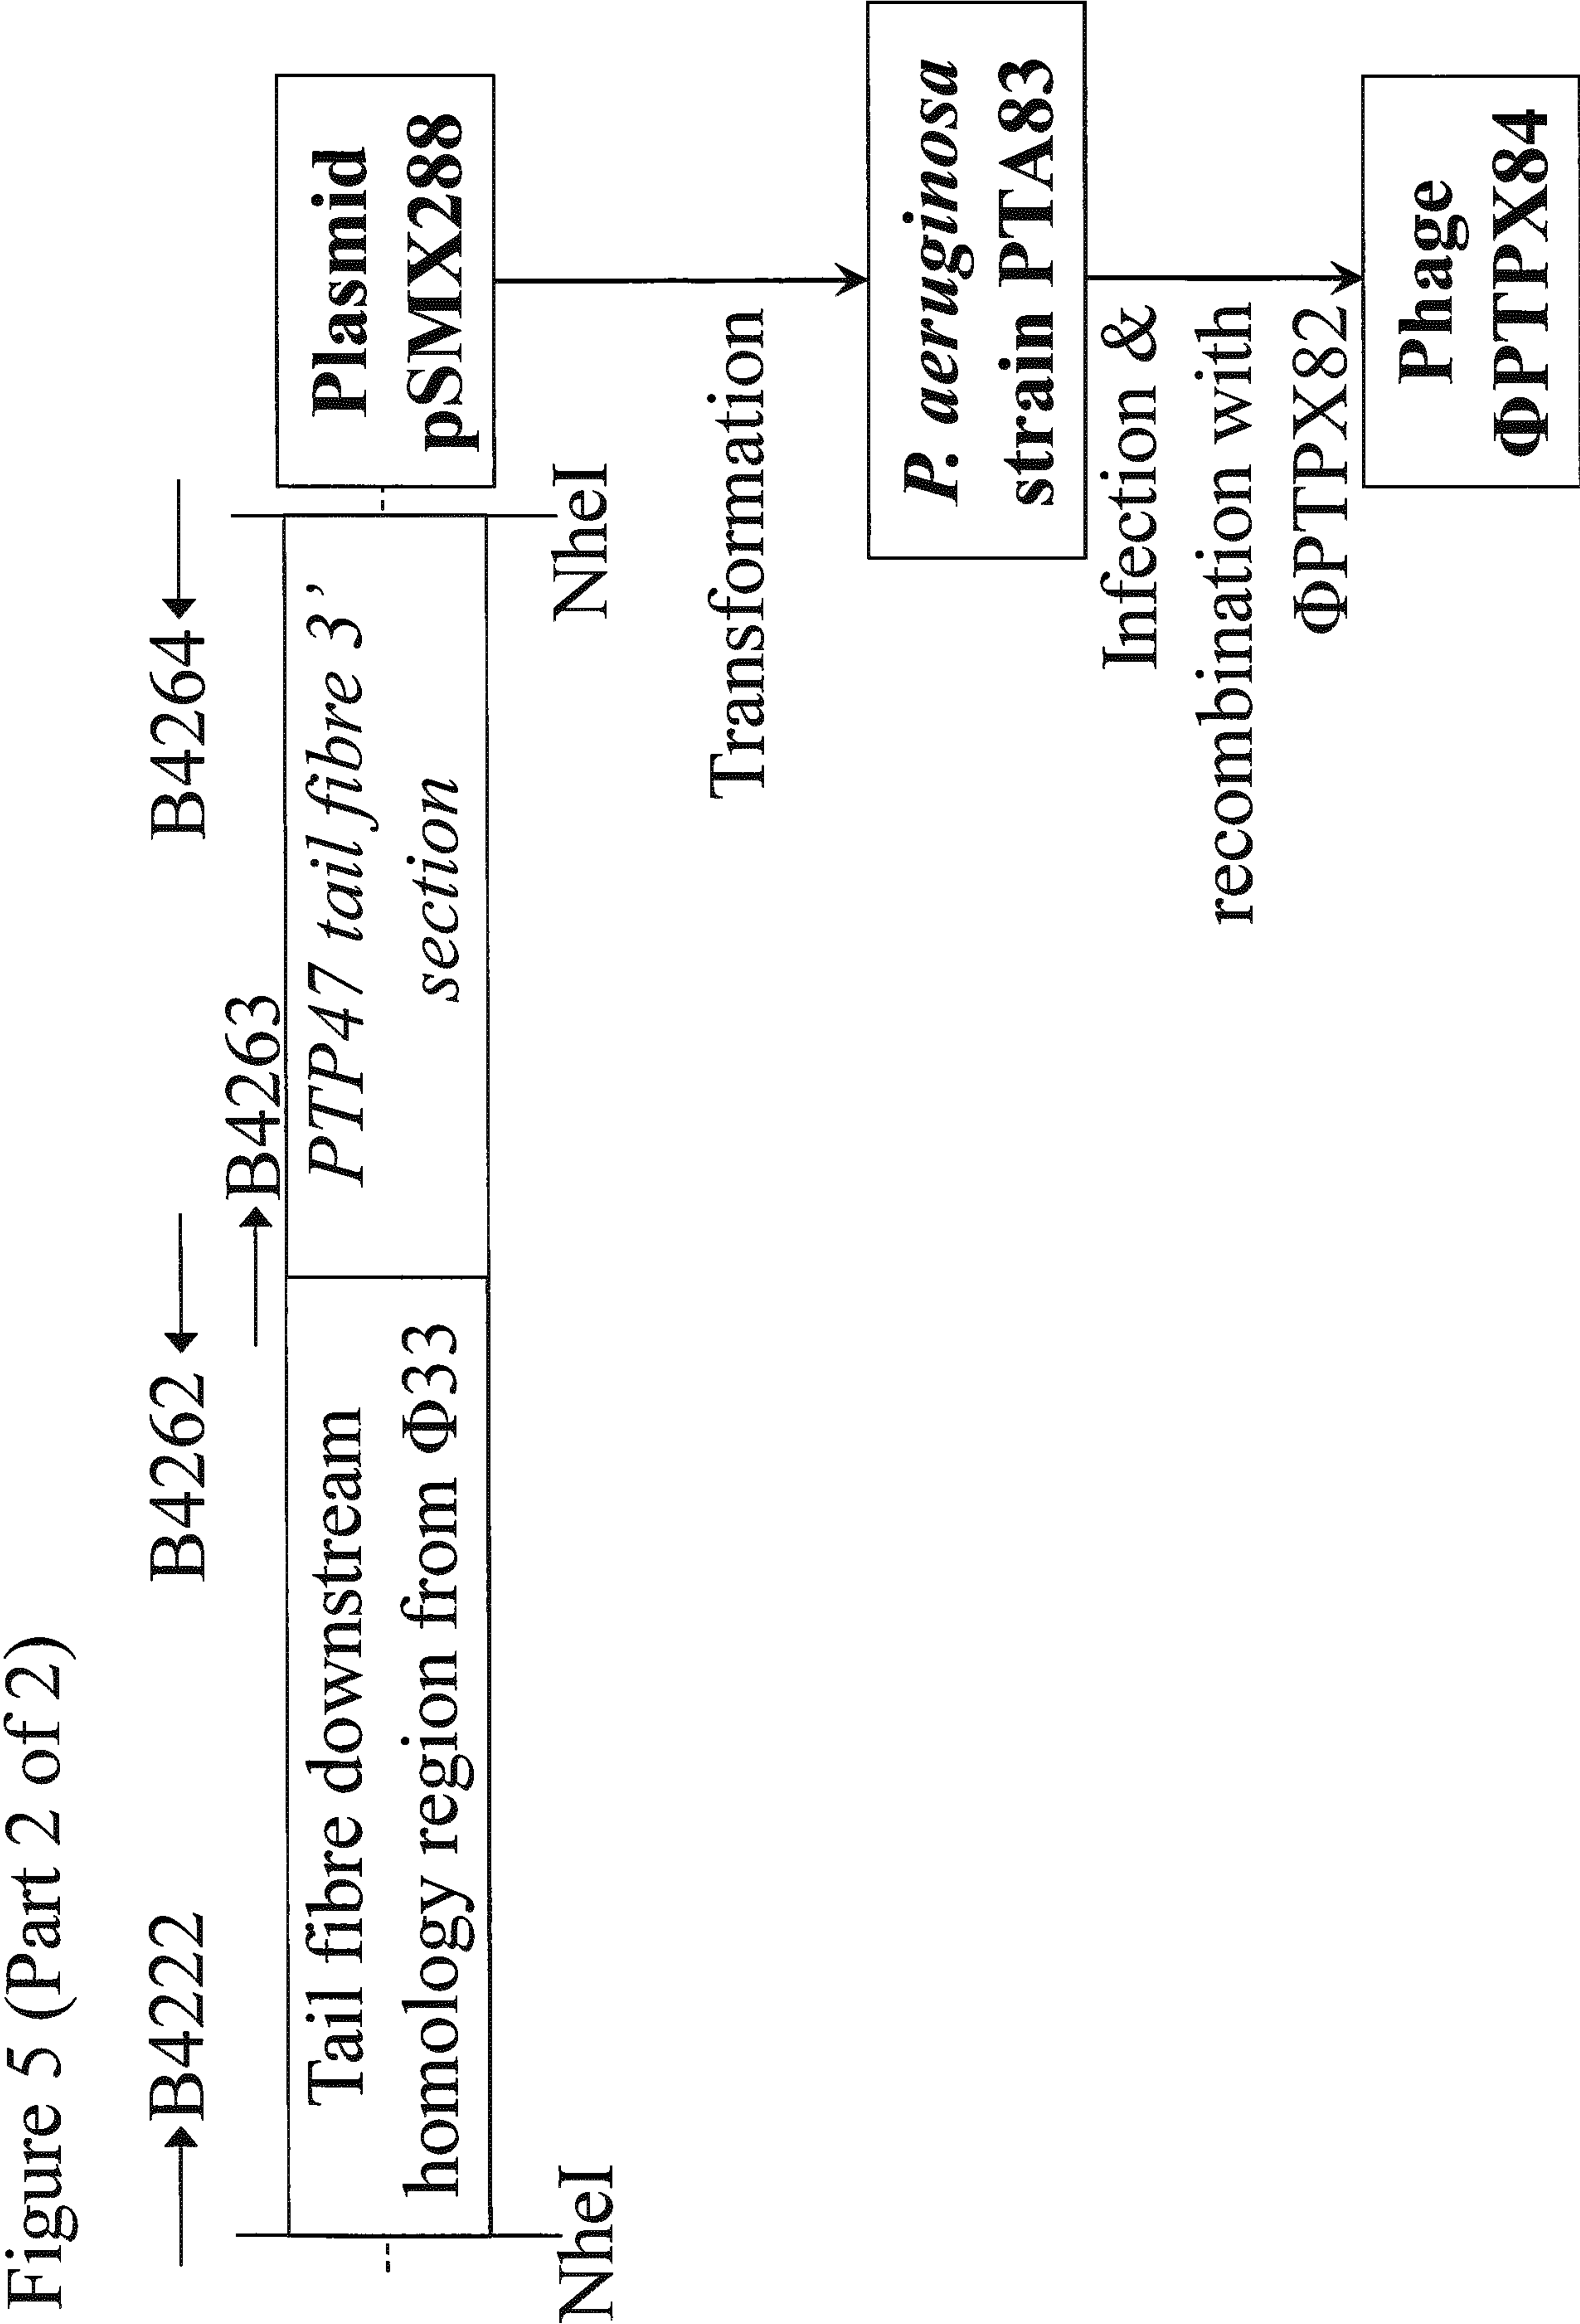 Figure 5 (Part 2 of 2)
B4222
B4262
B4264
B4263
Tail fibre downstream
homology region from Φ33
PTP47 tail fibre 3’
section
Plasmid
pSMX288
NheI
NheI
Transformation
P. aeruginosa
strain PTA83
Infection &
recombination with
ΦPTPX82
Phage
ΦPTPX84